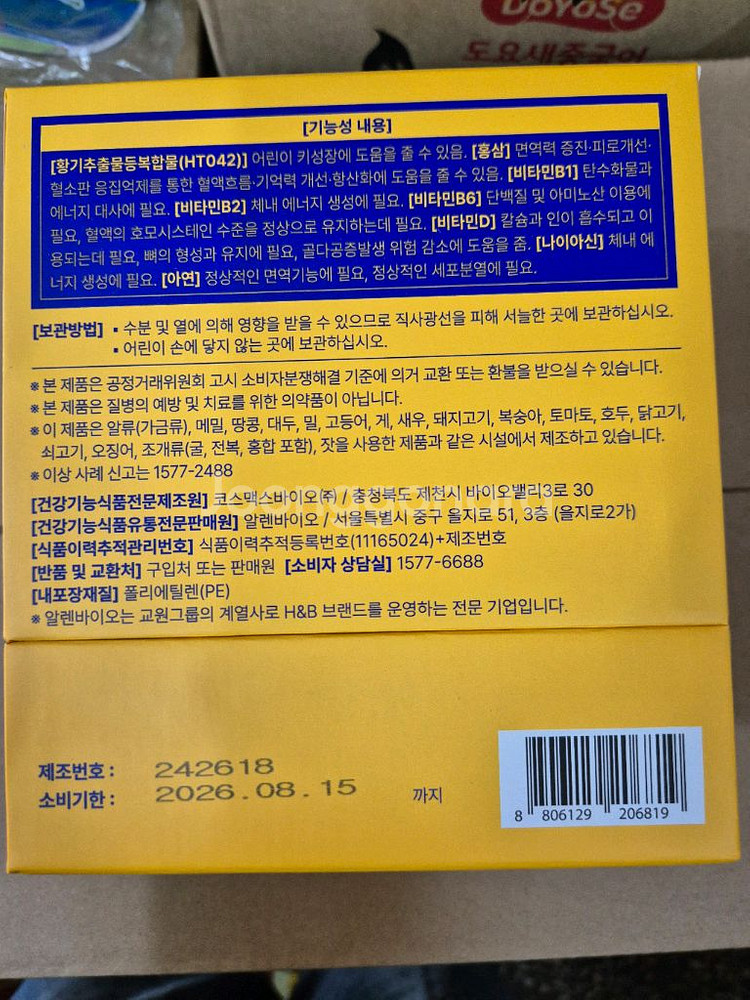 DoYoSe
도요새중국어
[기능성 내용]
[황기추출물등복합물(HT042)] 어린이 키성장에 도움을 줄 수 있음. [홍삼] 면역력 증진·피로개선·
혈소판 응집억제를 통한 혈액흐름·기억력 개선·항산화에 도움을 줄 수 있음. [비타민B1] 탄수화물과
에너지 대사에 필요. [비타민B2] 체내 에너지 생성에 필요. [비타민B6] 단백질 및 아미노산 이용에
필요, 혈액의 호모시스테인 수준을 정상으로 유지하는데 필요. [비타민D] 칼슘과 인이 흡수되고 이
용되는데 필요, 뼈의 형성과 유지에 필요, 골다공증발생 위험 감소에 도움을 줌. [나이아신] 체내 에
너지 생성에 필요. [아연] 정상적인 면역기능에 필요, 정상적인 세포분열에 필요.
[보관방법] ▪ 수분 및 열에 의해 영향을 받을 수 있으므로 직사광선을 피해 서늘한 곳에 보관하십시오.
▪ 어린이 손에 닿지 않는 곳에 보관하십시오.
※ 본 제품은 공정거래위원회 고시 소비자분쟁해결 기준에 의거 교환 또는 환불을 받으실 수 있습니다.
※ 본 제품은 질병의 예방 및 치료를 위한 의약품이 아닙니다.
※ 이 제품은 알류(가금류), 메밀, 땅콩, 대두, 밀, 고등어, 게, 새우, 돼지고기, 복숭아, 토마토, 호두, 닭고기,
쇠고기, 오징어, 조개류(굴, 전복, 홍합 포함), 잣을 사용한 제품과 같은 시설에서 제조하고 있습니다.
※ 이상 사례 신고는 1577-2488
[건강기능식품전문제조원] 코스맥스바이오㈜ / 충청북도 제천시 바이오밸리3로 30
[건강기능식품유통전문판매원] 알렌바이오 / 서울특별시 중구 을지로 51, 3층 (을지로2가)
[식품이력추적관리번호] 식품이력추적등록번호(11165024)+제조번호
[반품 및 교환처] 구입처 또는 판매원 [소비자 상담실] 1577-6688
[내포장재질] 폴리에틸렌(PE)
※ 알렌바이오는 교원그룹의 계열사로 H&B 브랜드를 운영하는 전문 기업입니다.
제조번호 : 242618
소비기한 : 2026.08.15 까지
8 806129 206819